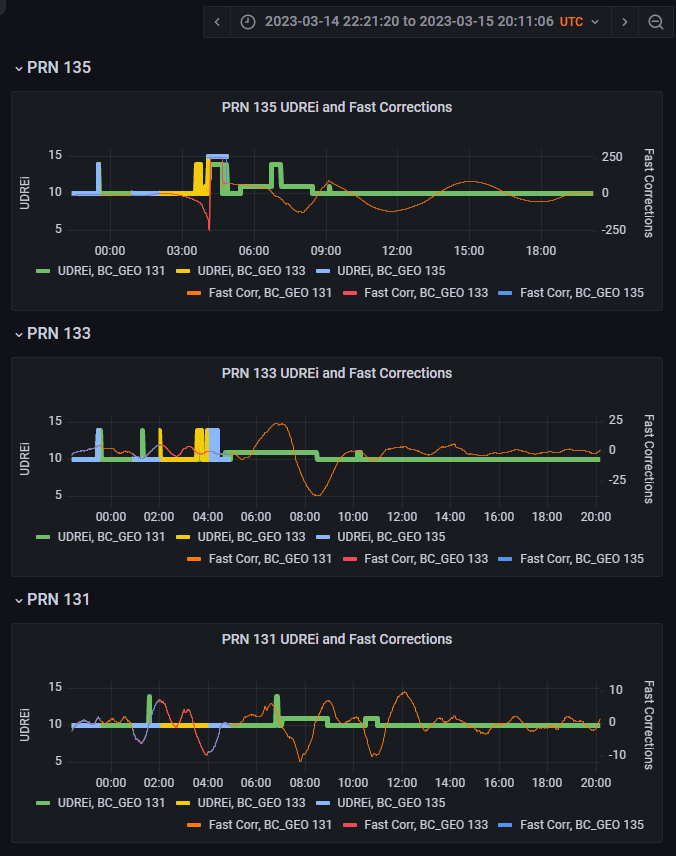 2023-03-14 22:21:20 to 2023-03-15 20:11:06 UTC
PRN 135
PRN 135 UDREi and Fast Corrections
15
10
5
UDREi
250
0
-250
Fast Corrections
00:00 03:00 06:00 09:00 12:00 15:00 18:00
UDREi, BC_GEO 131 UDREi, BC_GEO 133 UDREi, BC_GEO 135
Fast Corr, BC_GEO 131 Fast Corr, BC_GEO 133 Fast Corr, BC_GEO 135
PRN 133
PRN 133 UDREi and Fast Corrections
15
10
5
UDREi
25
0
-25
Fast Corrections
00:00 02:00 04:00 06:00 08:00 10:00 12:00 14:00 16:00 18:00 20:00
UDREi, BC_GEO 131 UDREi, BC_GEO 133 UDREi, BC_GEO 135
Fast Corr, BC_GEO 131 Fast Corr, BC_GEO 133 Fast Corr, BC_GEO 135
PRN 131
PRN 131 UDREi and Fast Corrections
15
10
5
UDREi
10
0
-10
Fast Corrections
00:00 02:00 04:00 06:00 08:00 10:00 12:00 14:00 16:00 18:00 20:00
UDREi, BC_GEO 131 UDREi, BC_GEO 133 UDREi, BC_GEO 135
Fast Corr, BC_GEO 131 Fast Corr, BC_GEO 133 Fast Corr, BC_GEO 135